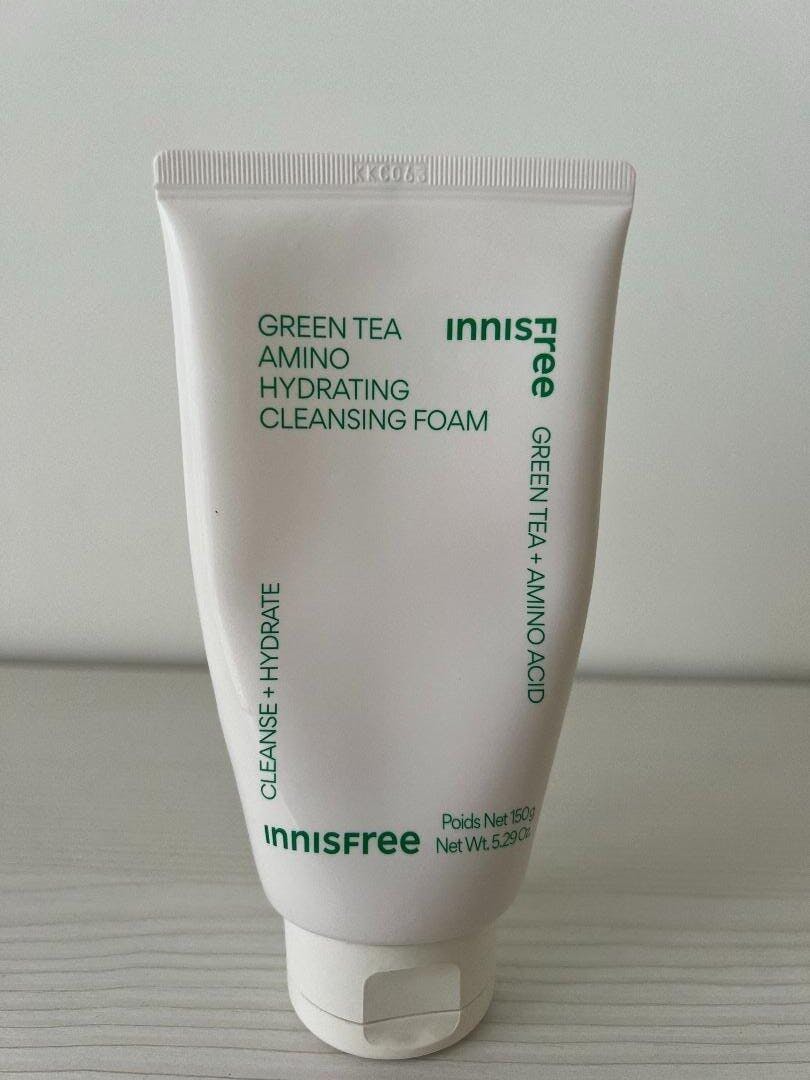 KKC063
GREEN TEA
AMINO
HYDRATING
CLEANSING FOAM
INNISFree
GREEN TEA + AMINO ACID
CLEANSE + HYDRATE
INNISFree
Poids Net 150g
Net Wt. 5.29 Oz.